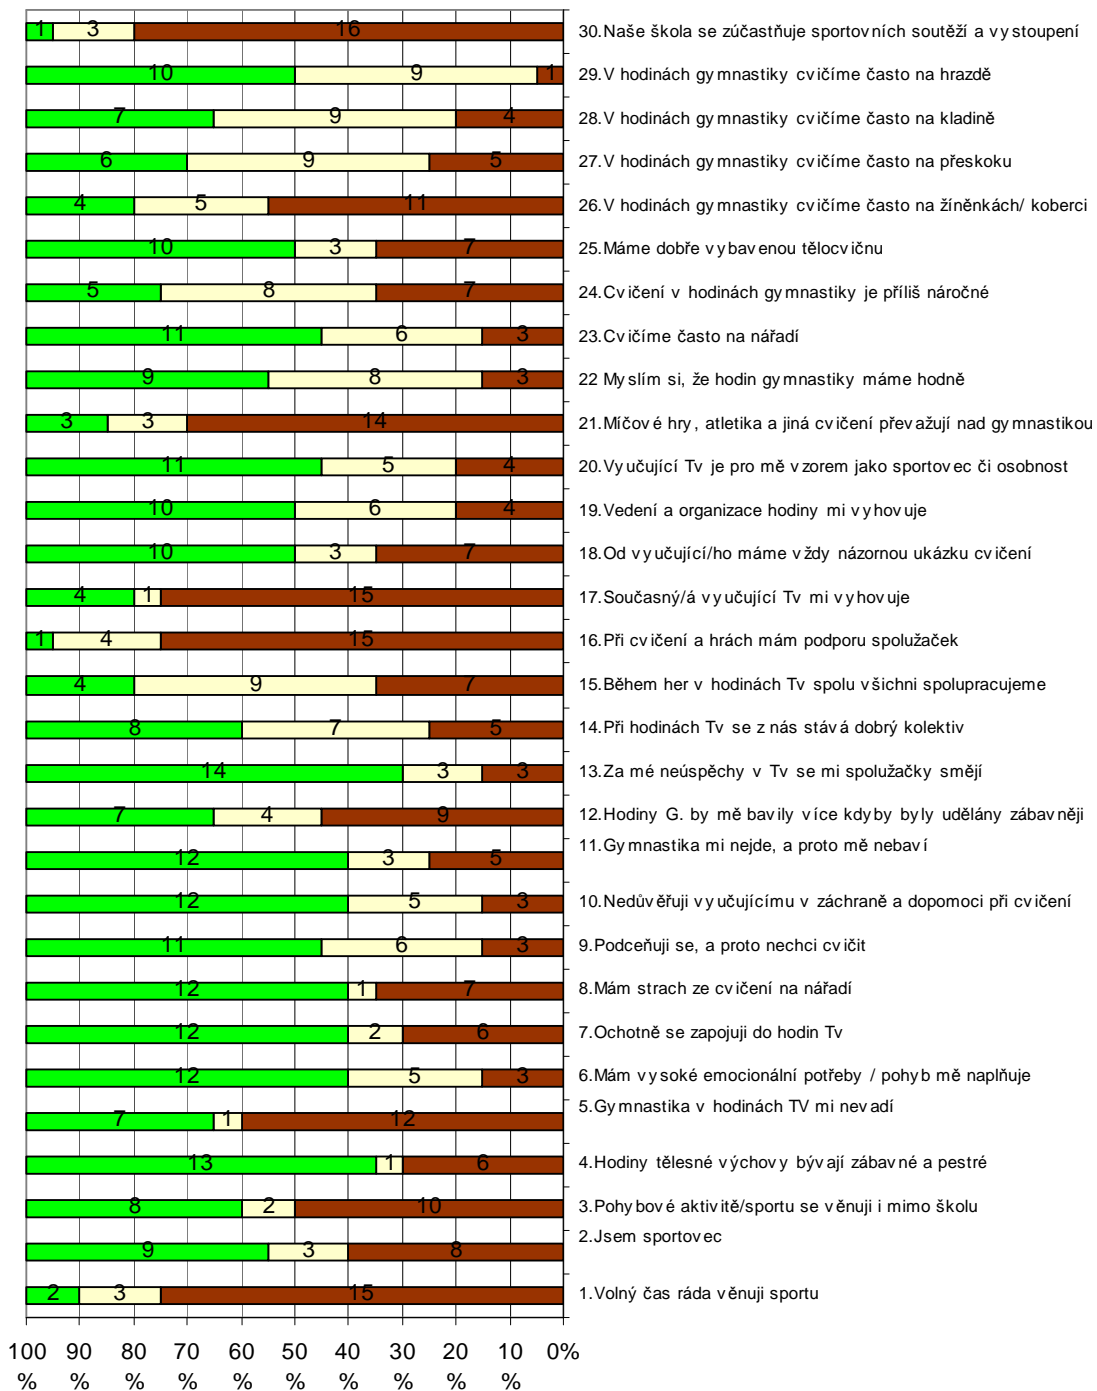 1 3 16 30.Naše škola se zúčastňuje sportovních soutěží a vystoupení
10 9 1 29.V hodinách gymnastiky cvičíme často na hrazdě
7 9 4 28.V hodinách gymnastiky cvičíme často na kladině
6 9 5 27.V hodinách gymnastiky cvičíme často na přeskoku
4 5 11 26.V hodinách gymnastiky cvičíme často na žíněnkách/ koberci
10 3 7 25.Máme dobře vybavenou tělocvičnu
5 8 7 24.Cvičení v hodinách gymnastiky je příliš náročné
11 6 3 23.Cvičíme často na nářadí
9 8 3 22 Myslím si, že hodin gymnastiky máme hodně
3 3 14 21.Míčové hry, atletika a jiná cvičení převažují nad gymnastikou
11 5 4 20.Vyučující Tv je pro mě vzorem jako sportovec či osobnost
10 6 4 19.Vedení a organizace hodiny mi vyhovuje
10 3 7 18.Od vyučující/ho máme vždy názornou ukázku cvičení
4 1 15 17.Současný/á vyučující Tv mi vyhovuje
1 4 15 16.Při cvičení a hrách mám podporu spolužaček
4 9 7 15.Během her v hodinách Tv spolu všichni spolupracujeme
8 7 5 14.Při hodinách Tv se z nás stává dobrý kolektiv
14 3 3 13.Za mé neúspěchy v Tv se mi spolužačky smějí
7 4 9 12.Hodiny G. by mě bavily více kdyby byly udělány zábavněji
12 3 5 11.Gymnastika mi nejde, a proto mě nebaví
12 5 3 10.Nedůvěřuji vyučujícímu v záchraně a dopomoci při cvičení
11 6 3 9.Podceňuji se, a proto nechci cvičit
12 1 7 8.Mám strach ze cvičení na nářadí
12 2 6 7.Ochotně se zapojuji do hodin Tv
12 5 3 6.Mám vysoké emocionální potřeby / pohyb mě naplňuje
7 1 12 5.Gymnastika v hodinách TV mi nevadí
13 1 6 4.Hodiny tělesné výchovy bývají zábavné a pestré
8 2 10 3.Pohybové aktivitě/sportu se věnuji i mimo školu
9 3 8 2.Jsem sportovec
2 3 15 1.Volný čas ráda věnuji sportu
100 90 80 70 60 50 40 30 20 10 0%
% % % % % % % % % %